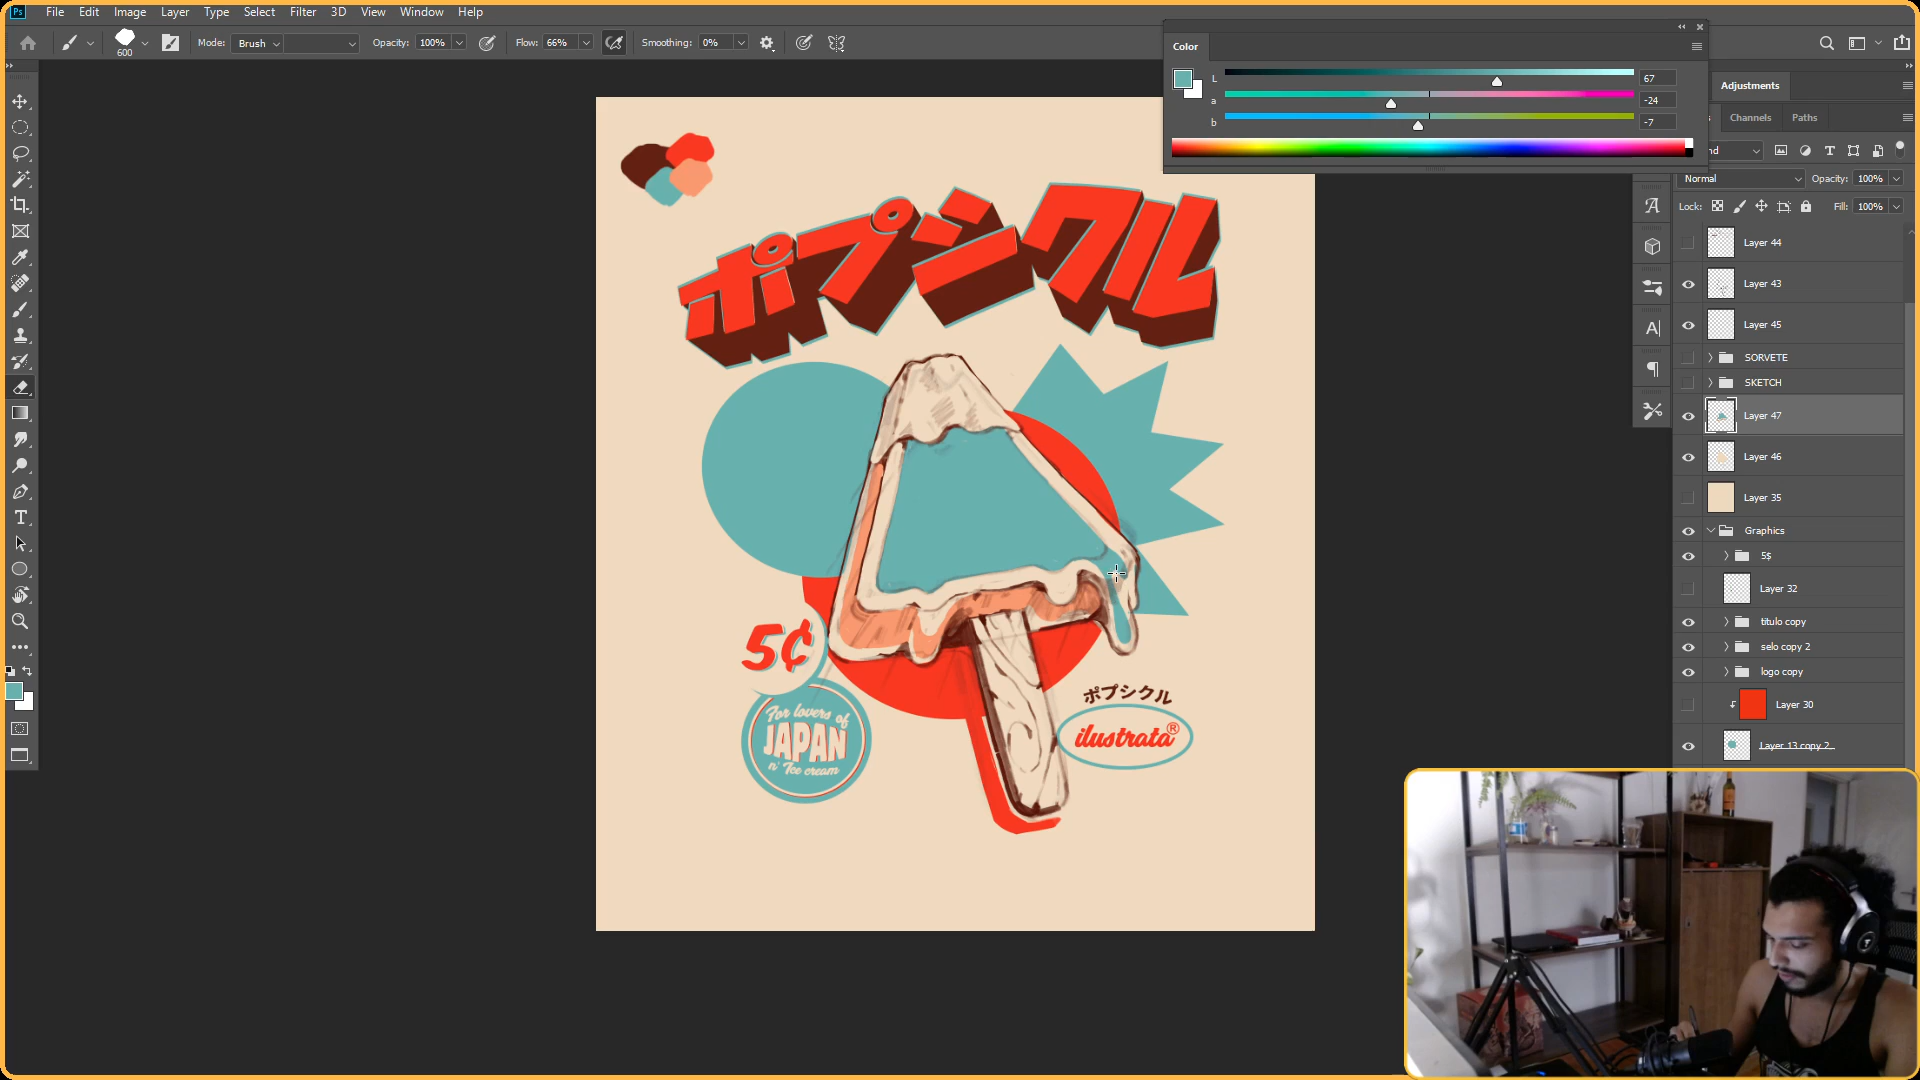 Ps File Edit Image Layer Type Select Filter 3D View Window Help
600 Mode: Brush Opacity: 100% Flow: 66% Smoothing: 0%
Color
L 67
a -24
b -7
Adjustments
Channels Paths
nd
Normal Opacity: 100%
Lock: Fill: 100%
Layer 44
Layer 43
Layer 45
SORVETE
SKETCH
Layer 47
Layer 46
Layer 35
Graphics
5$
Layer 32
titulo copy
selo copy 2
logo copy
Layer 30
Layer 13 copy 2
ポプシクル
5¢
For lovers of
JAPAN
n' Ice cream
ポプシクル
ilustrata®